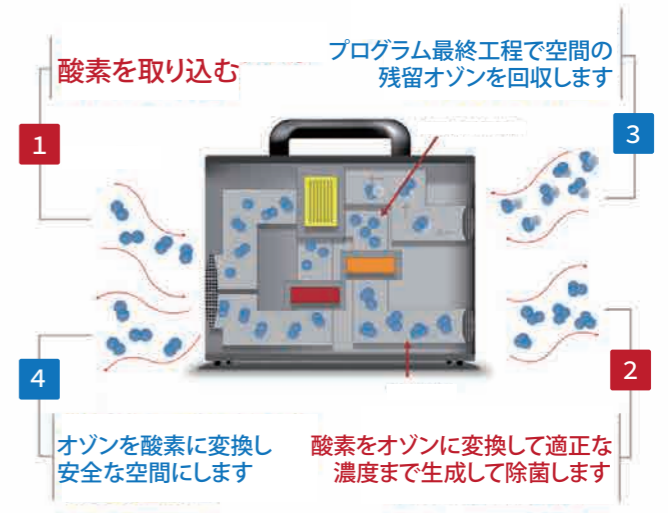 酸素を取り込む
1
プログラム最終工程で空間の
残留オゾンを回収します
3
4
オゾンを酸素に変換し
安全な空間にします
2
酸素をオゾンに変換して適正な
濃度まで生成して除菌します